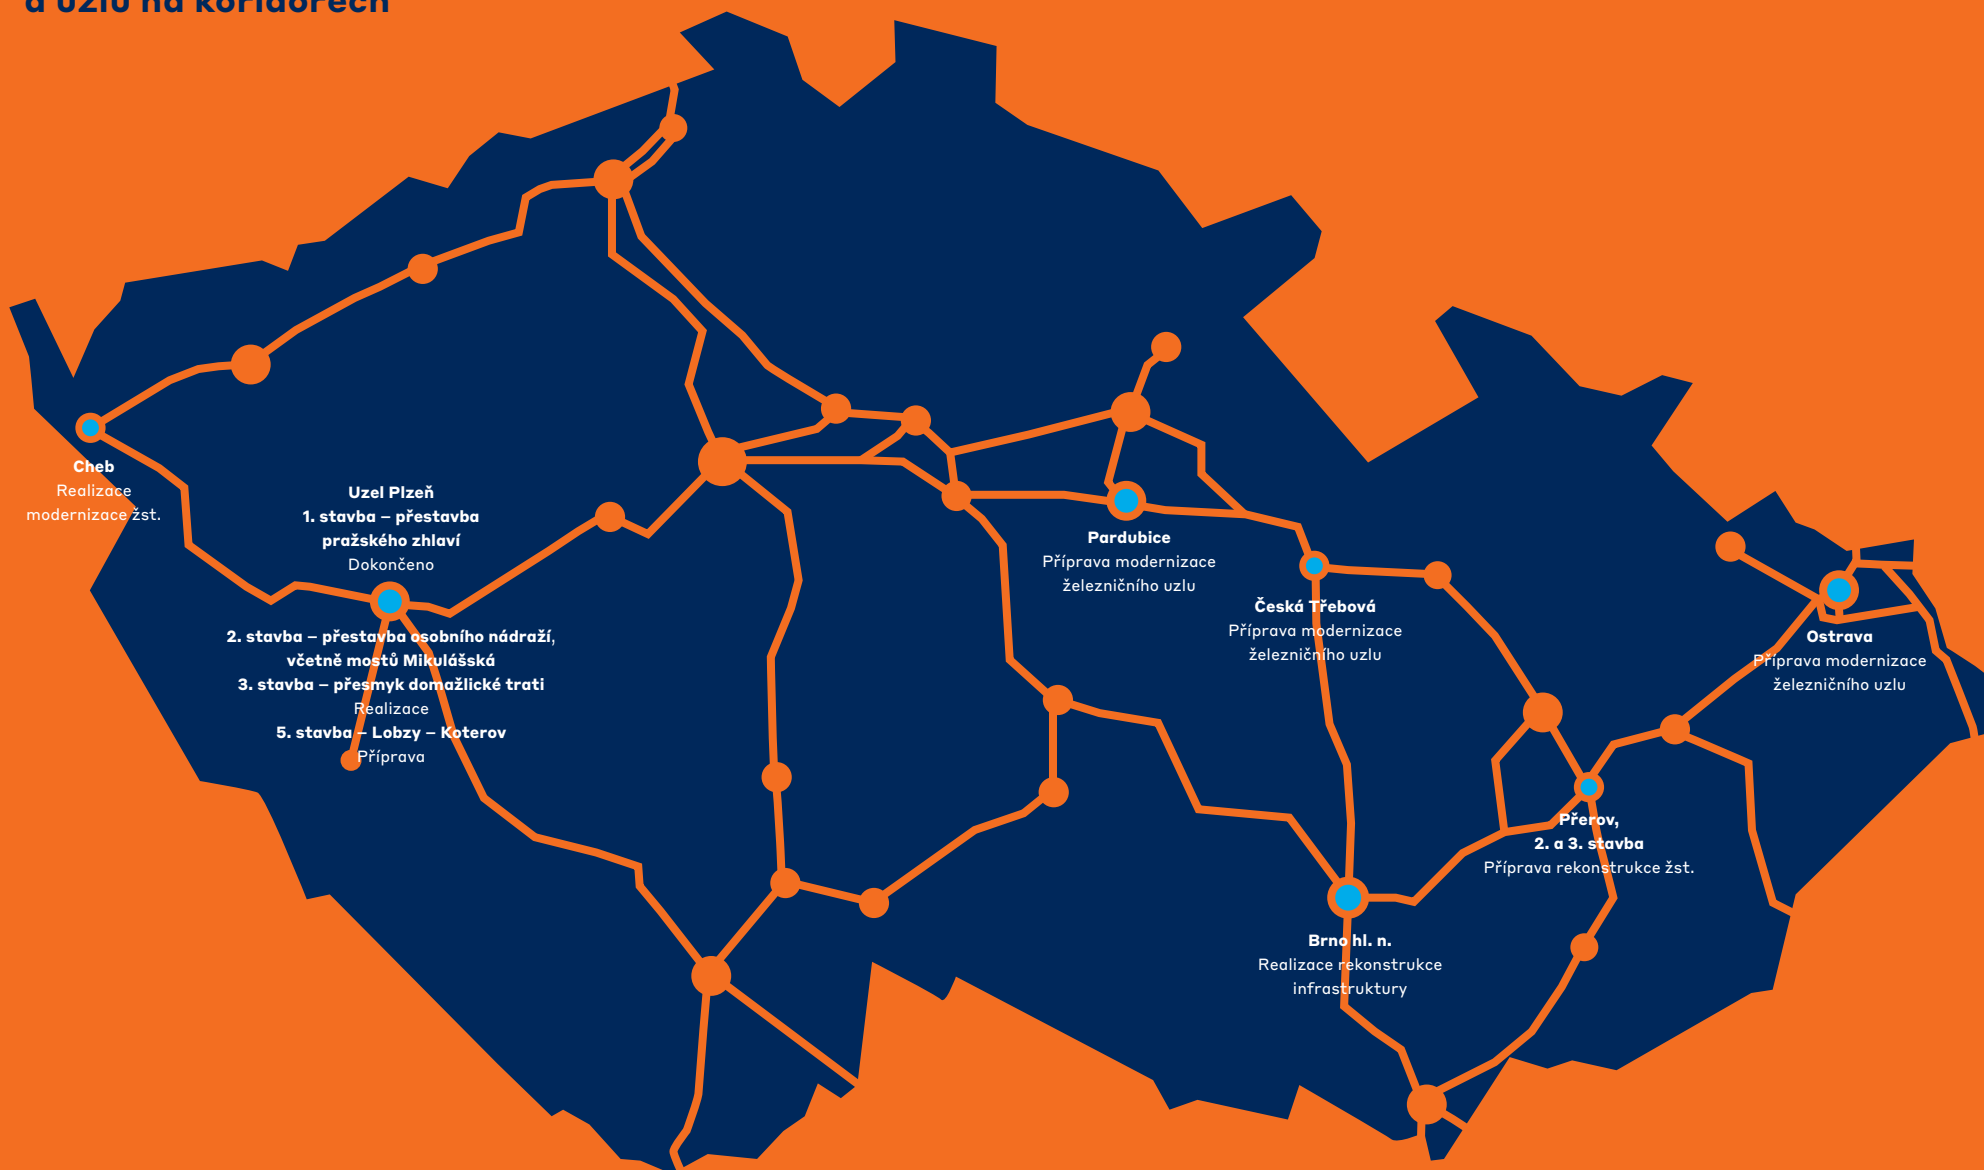 a uzlů na koridorech
Cheb
Realizace
modernizace žst.
Uzel Plzeň
1. stavba – přestavba
pražského zhlaví
Dokončeno
2. stavba – přestavba osobního nádraží,
včetně mostů Mikulášská
3. stavba – přesmyk domažlické trati
Realizace
5. stavba – Lobzy – Koterov
Příprava
Pardubice
Příprava modernizace
železničního uzlu
Česká Třebová
Příprava modernizace
železničního uzlu
Ostrava
Příprava modernizace
železničního uzlu
Přerov,
2. a 3. stavba
Příprava rekonstrukce žst.
Brno hl. n.
Realizace rekonstrukce
infrastruktury